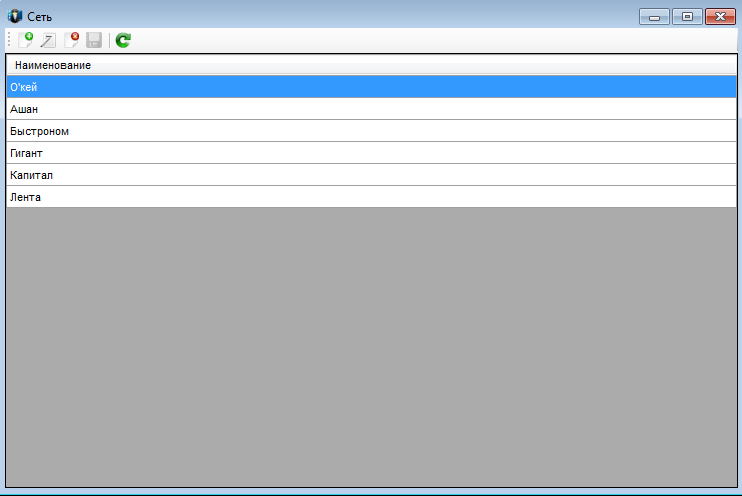 Сеть
Наименование
О'кей
Ашан
Быстроном
Гигант
Капитал
Лента